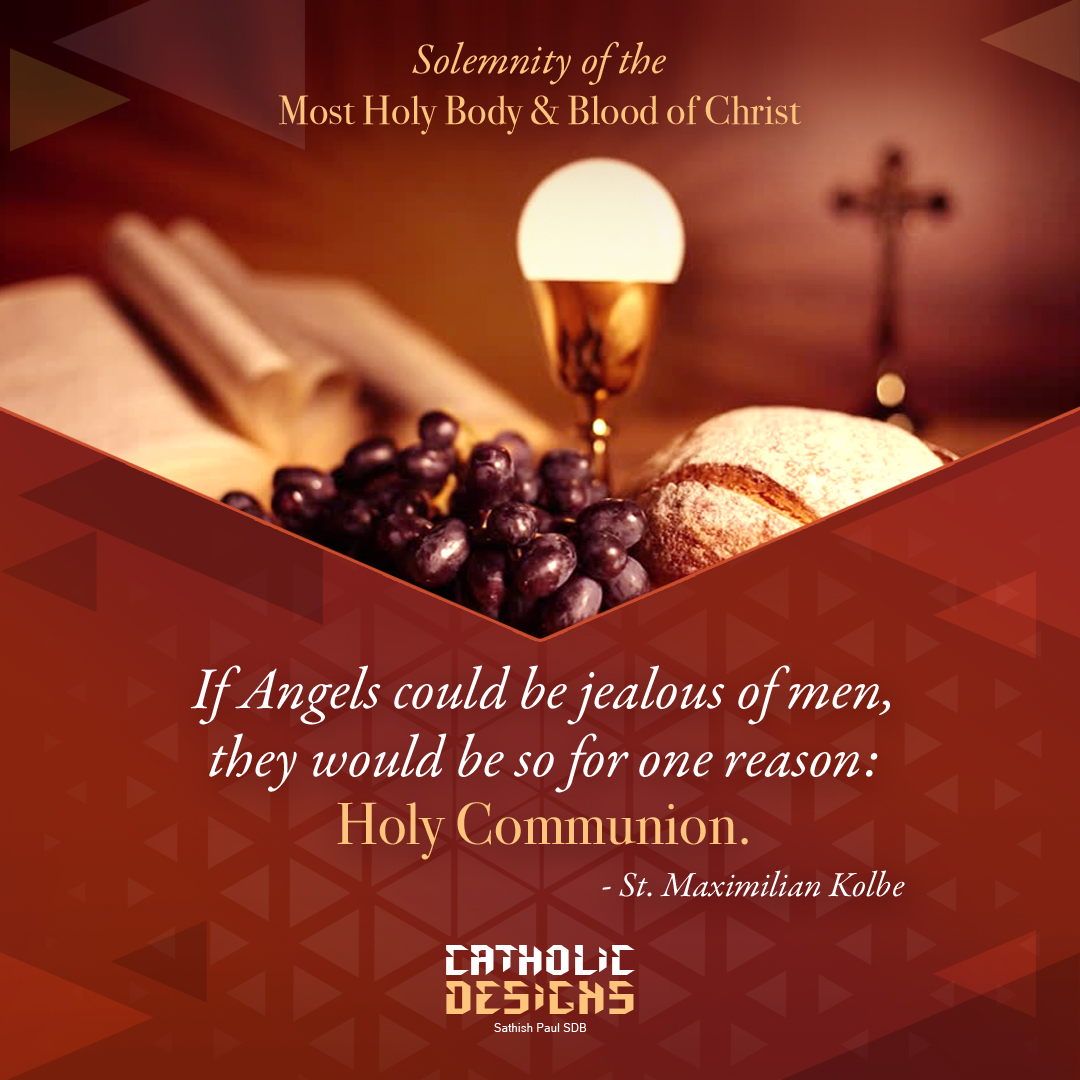 Solemnity of the
Most Holy Body & Blood of Christ
If Angels could be jealous of men,
they would be so for one reason:
Holy Communion.
- St. Maximilian Kolbe
CATHOLIC
DESIGNS
Sathish Paul SDB